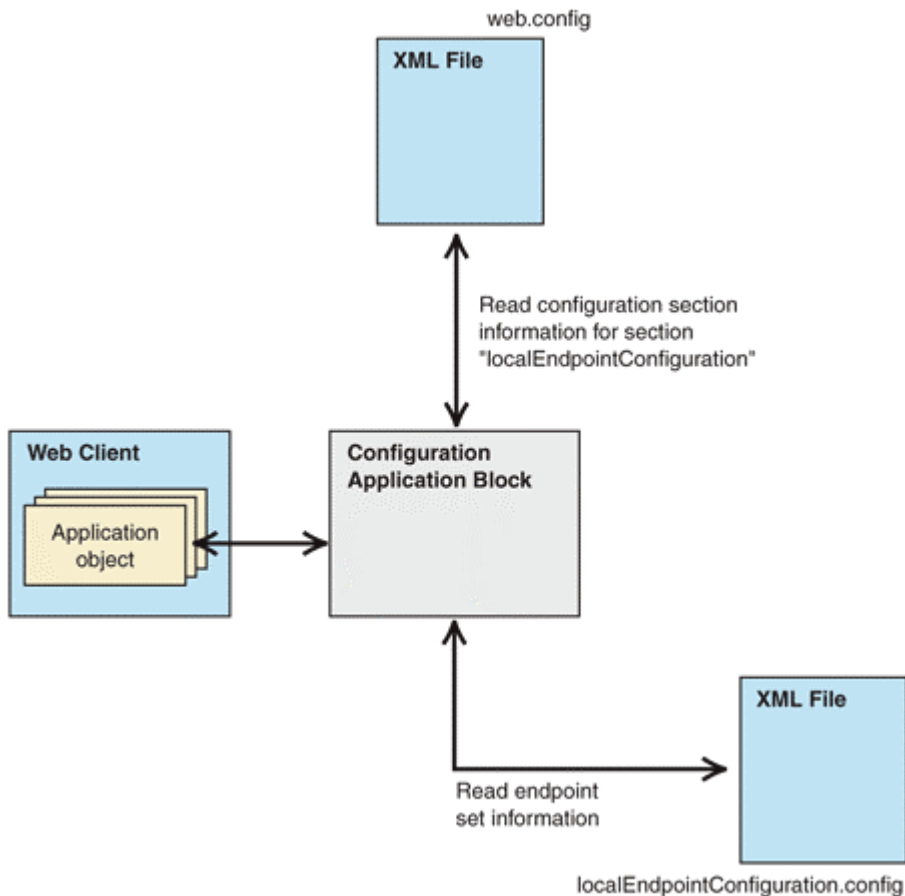 web.config
XML File
Read configuration section
information for section
"localEndpointConfiguration"
Web Client
Application
object
Configuration
Application Block
XML File
Read endpoint
set information
localEndpointConfiguration.config